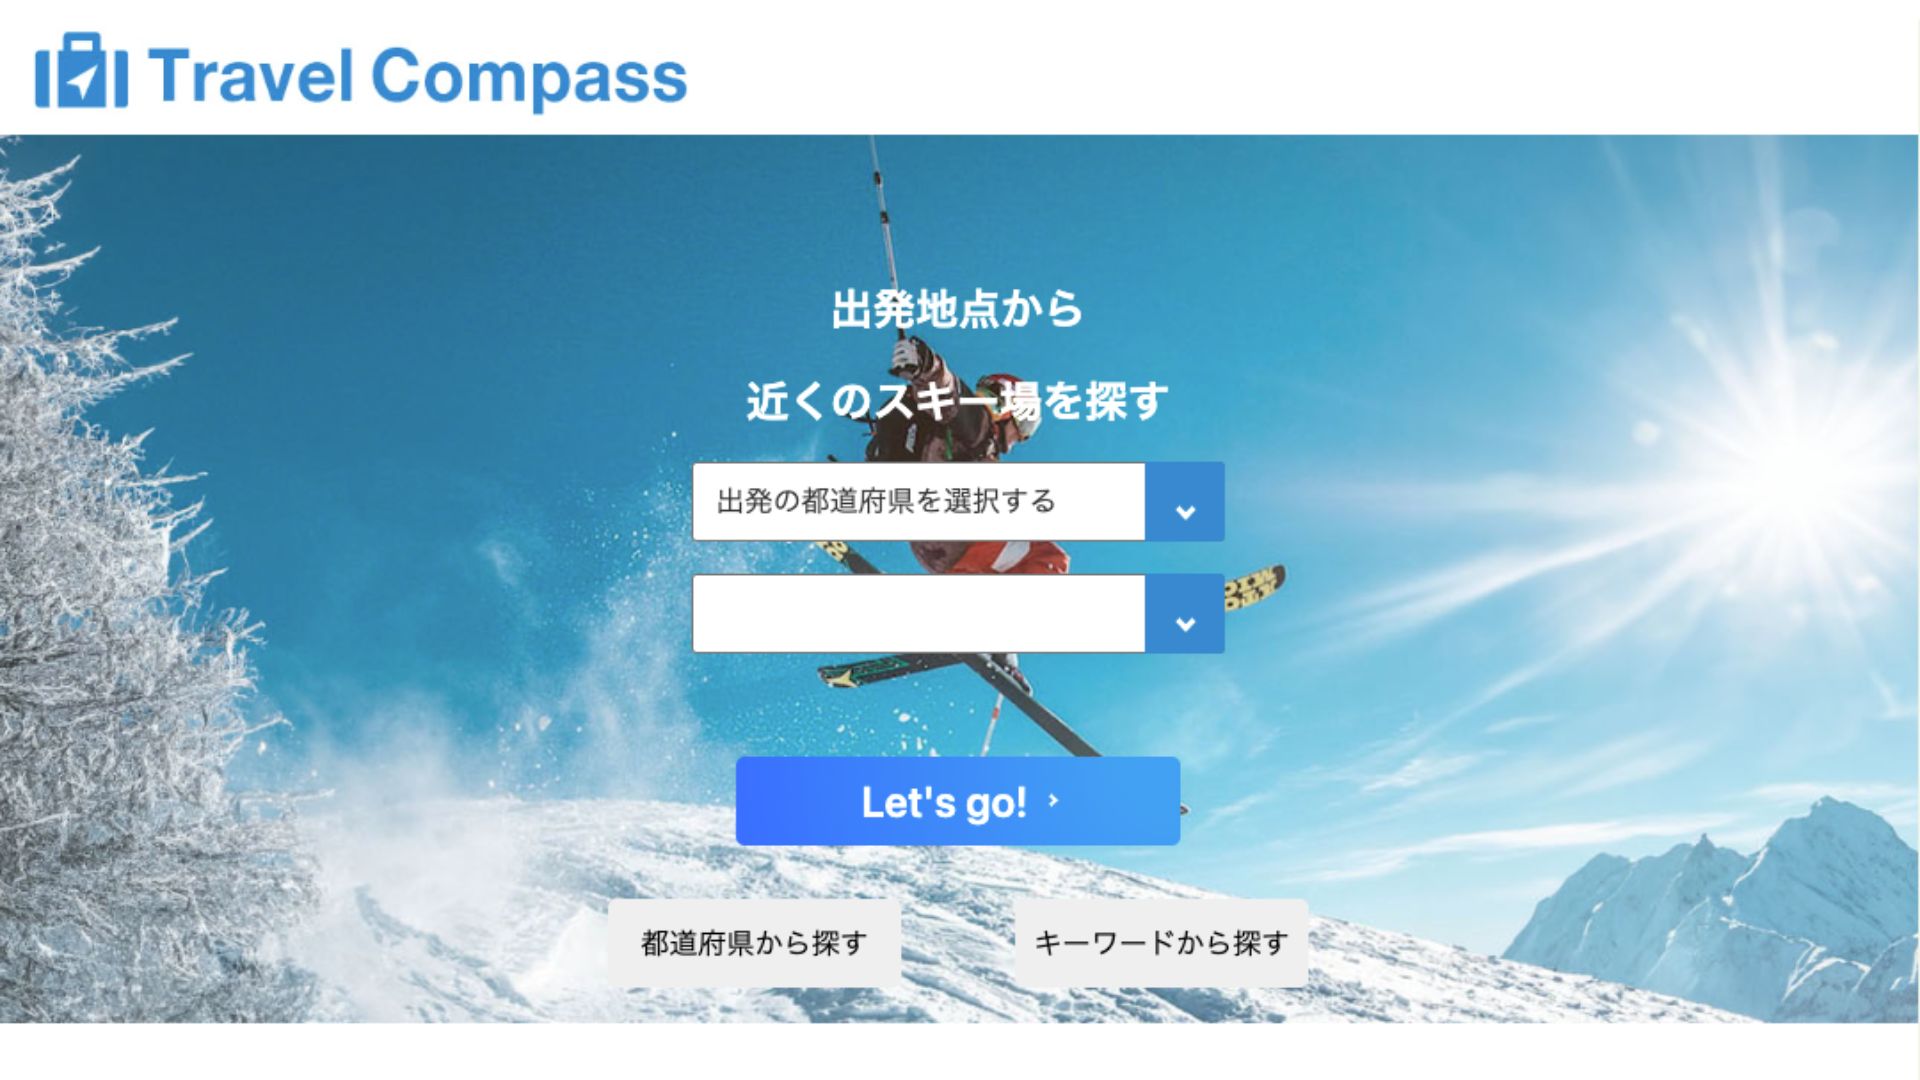 Travel Compass
出発地点から
近くのスキー場を探す
出発の都道府県を選択する
Let's go!
都道府県から探す
キーワードから探す